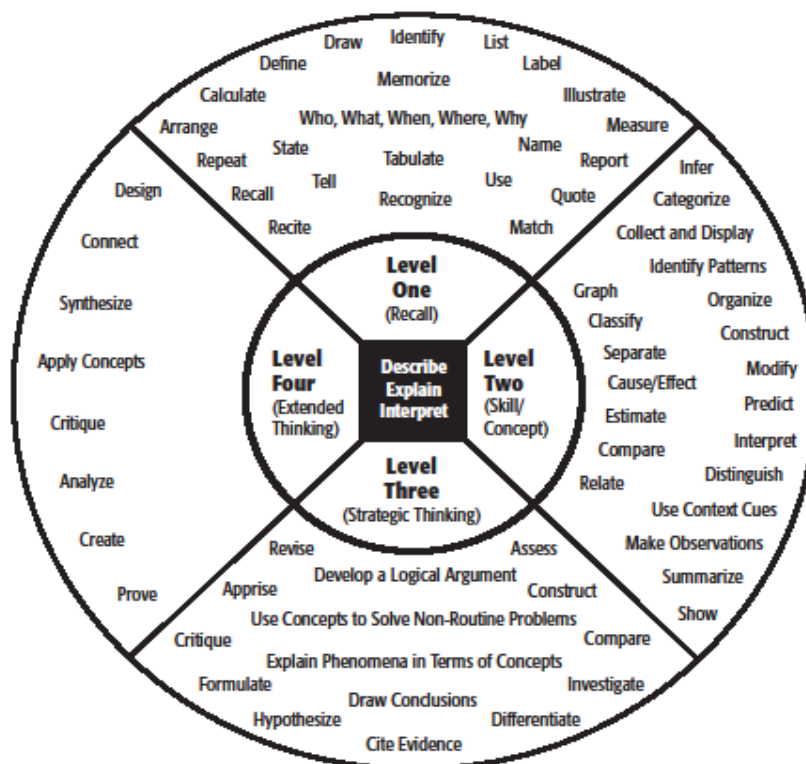 Draw
Identify
List
Define
Label
Memorize
Calculate
Illustrate
Arrange
Who, What, When, Where, Why
Measure
State
Name
Repeat
Tabulate
Report
Recall
Tell
Use
Recognize
Quote
Recite
Match
Level
One
(Recall)
Infer
Categorize
Collect and Display
Identify Patterns
Graph
Organize
Classify
Construct
Separate
Modify
Cause/Effect
Predict
Estimate
Interpret
Compare
Distinguish
Relate
Use Context Cues
Make Observations
Summarize
Show
Level
Two
(Skill/
Concept)
Describe
Explain
Interpret
Level
Three
(Strategic Thinking)
Revise
Assess
Develop a Logical Argument
Apprise
Construct
Use Concepts to Solve Non-Routine Problems
Critique
Compare
Explain Phenomena in Terms of Concepts
Formulate
Investigate
Draw Conclusions
Hypothesize
Differentiate
Cite Evidence
Level
Four
(Extended
Thinking)
Design
Connect
Synthesize
Apply Concepts
Critique
Analyze
Create
Prove